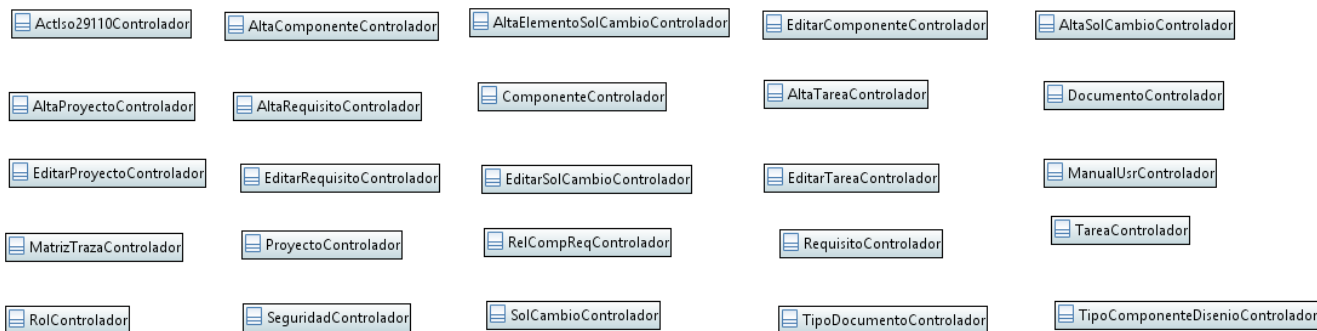 ActIso29110Controlador
AltaComponenteControlador
AltaElementoSolCambioControlador
EditarComponenteControlador
AltaSolCambioControlador
AltaProyectoControlador
AltaRequisitoControlador
ComponenteControlador
AltaTareaControlador
DocumentoControlador
EditarProyectoControlador
EditarRequisitoControlador
EditarSolCambioControlador
EditarTareaControlador
ManualUsrControlador
MatrizTrazaControlador
ProyectoControlador
RelCompReqControlador
RequisitoControlador
TareaControlador
RolControlador
SeguridadControlador
SolCambioControlador
TipoDocumentoControlador
TipoComponenteDisenioControlador